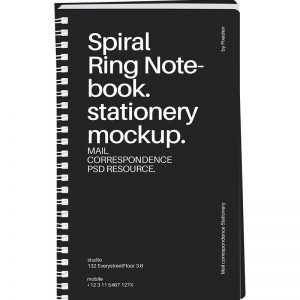 Spiral
Ring Note-
book.
stationery
mockup.
MAIL.
CORRESPONDENCE
PSD RESOURCE.
studio
132 EverystreetFloor 3 B
mobile
+12 3 11 5467 127X
by Pixeden
Mail correspondence Stationery